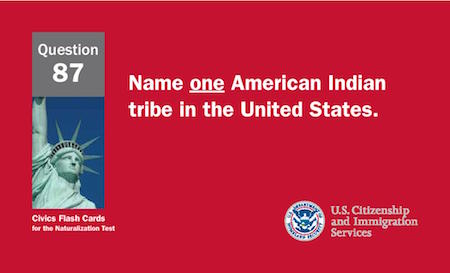 Question
87
Name one American Indian
tribe in the United States.
Civics Flash Cards
for the Naturalization Test
U.S. Citizenship
and Immigration
Services